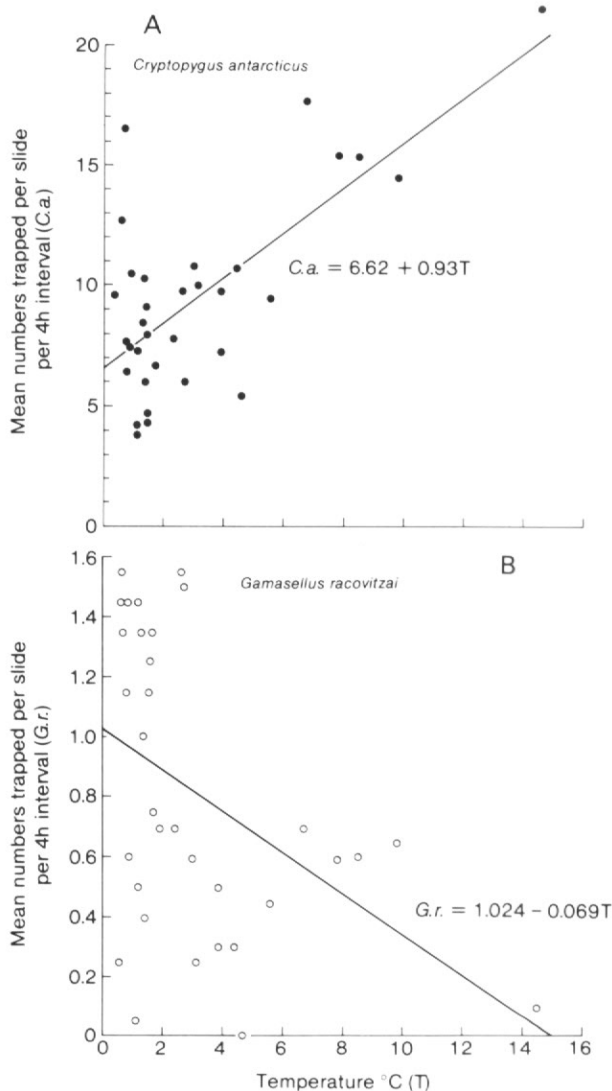 A
Cryptopygus antarcticus
Mean numbers trapped per slide
per 4h interval (C.a.)
20
15
10
5
0
C.a. = 6.62 + 0.93T
B
Gamasellus racovitzai
Mean numbers trapped per slide
per 4h interval (G.r.)
1.6
1.4
1.2
1.0
0.8
0.6
0.4
0.2
0
G.r. = 1.024 – 0.069T
0 2 4 6 8 10 12 14 16
Temperature °C (T)